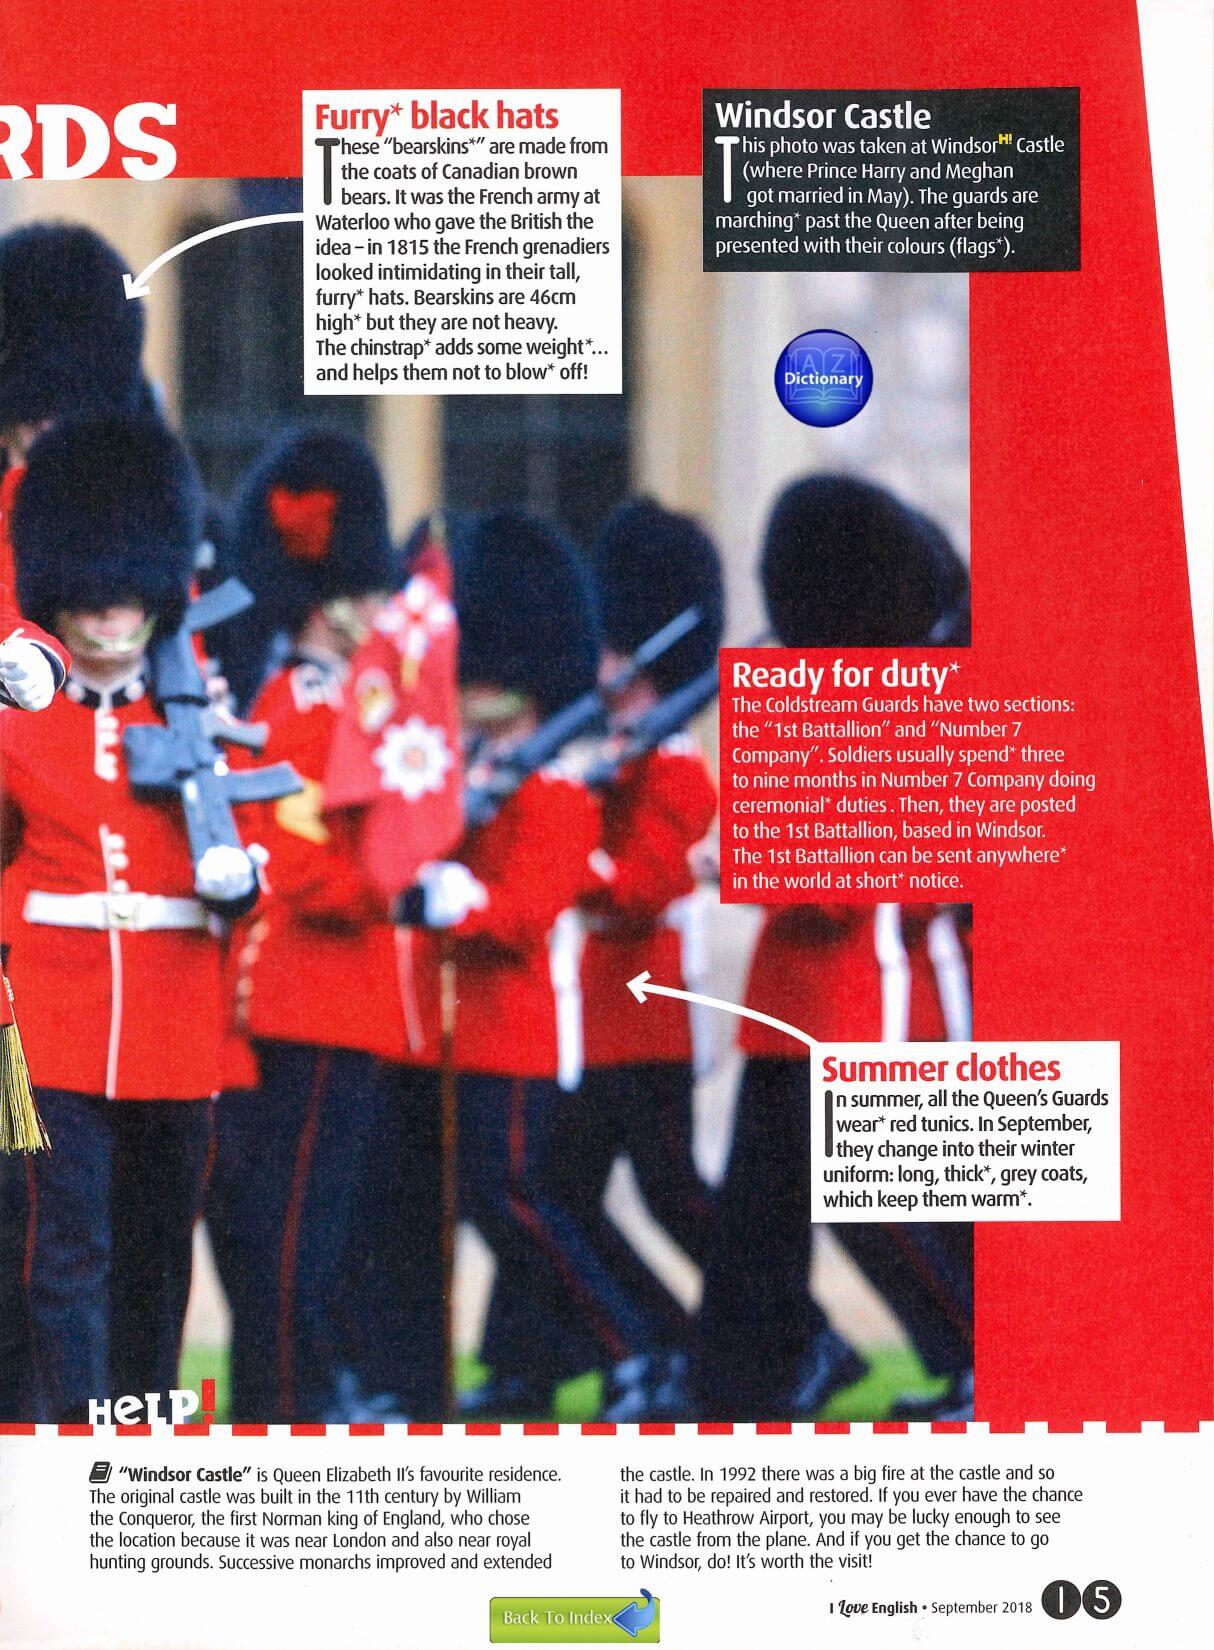 RDS
Furry* black hats
These “bearskins*” are made from
the coats of Canadian brown
bears. It was the French army at
Waterloo who gave the British the
idea – in 1815 the French grenadiers
looked intimidating in their tall,
furry* hats. Bearskins are 46cm
high* but they are not heavy.
The chinstrap* adds some weight*...
and helps them not to blow* off!
Windsor Castle
This photo was taken at Windsor H! Castle
(where Prince Harry and Meghan
got married in May). The guards are
marching* past the Queen after being
presented with their colours (flags*).
A Z
Dictionary
Ready for duty*
The Coldstream Guards have two sections:
the “1st Battallion” and “Number 7
Company”. Soldiers usually spend* three
to nine months in Number 7 Company doing
ceremonial* duties. Then, they are posted
to the 1st Battallion, based in Windsor.
The 1st Battallion can be sent anywhere*
in the world at short* notice.
Summer clothes
In summer, all the Queen’s Guards
wear* red tunics. In September,
they change into their winter
uniform: long, thick*, grey coats,
which keep them warm*.
HeLP!
“Windsor Castle” is Queen Elizabeth II’s favourite residence.
The original castle was built in the 11th century by William
the Conqueror, the first Norman king of England, who chose
the location because it was near London and also near royal
hunting grounds. Successive monarchs improved and extended
the castle. In 1992 there was a big fire at the castle and so
it had to be repaired and restored. If you ever have the chance
to fly to Heathrow Airport, you may be lucky enough to see
the castle from the plane. And if you get the chance to go
to Windsor, do! It’s worth the visit!
Back To Index
I Love English • September 2018 15